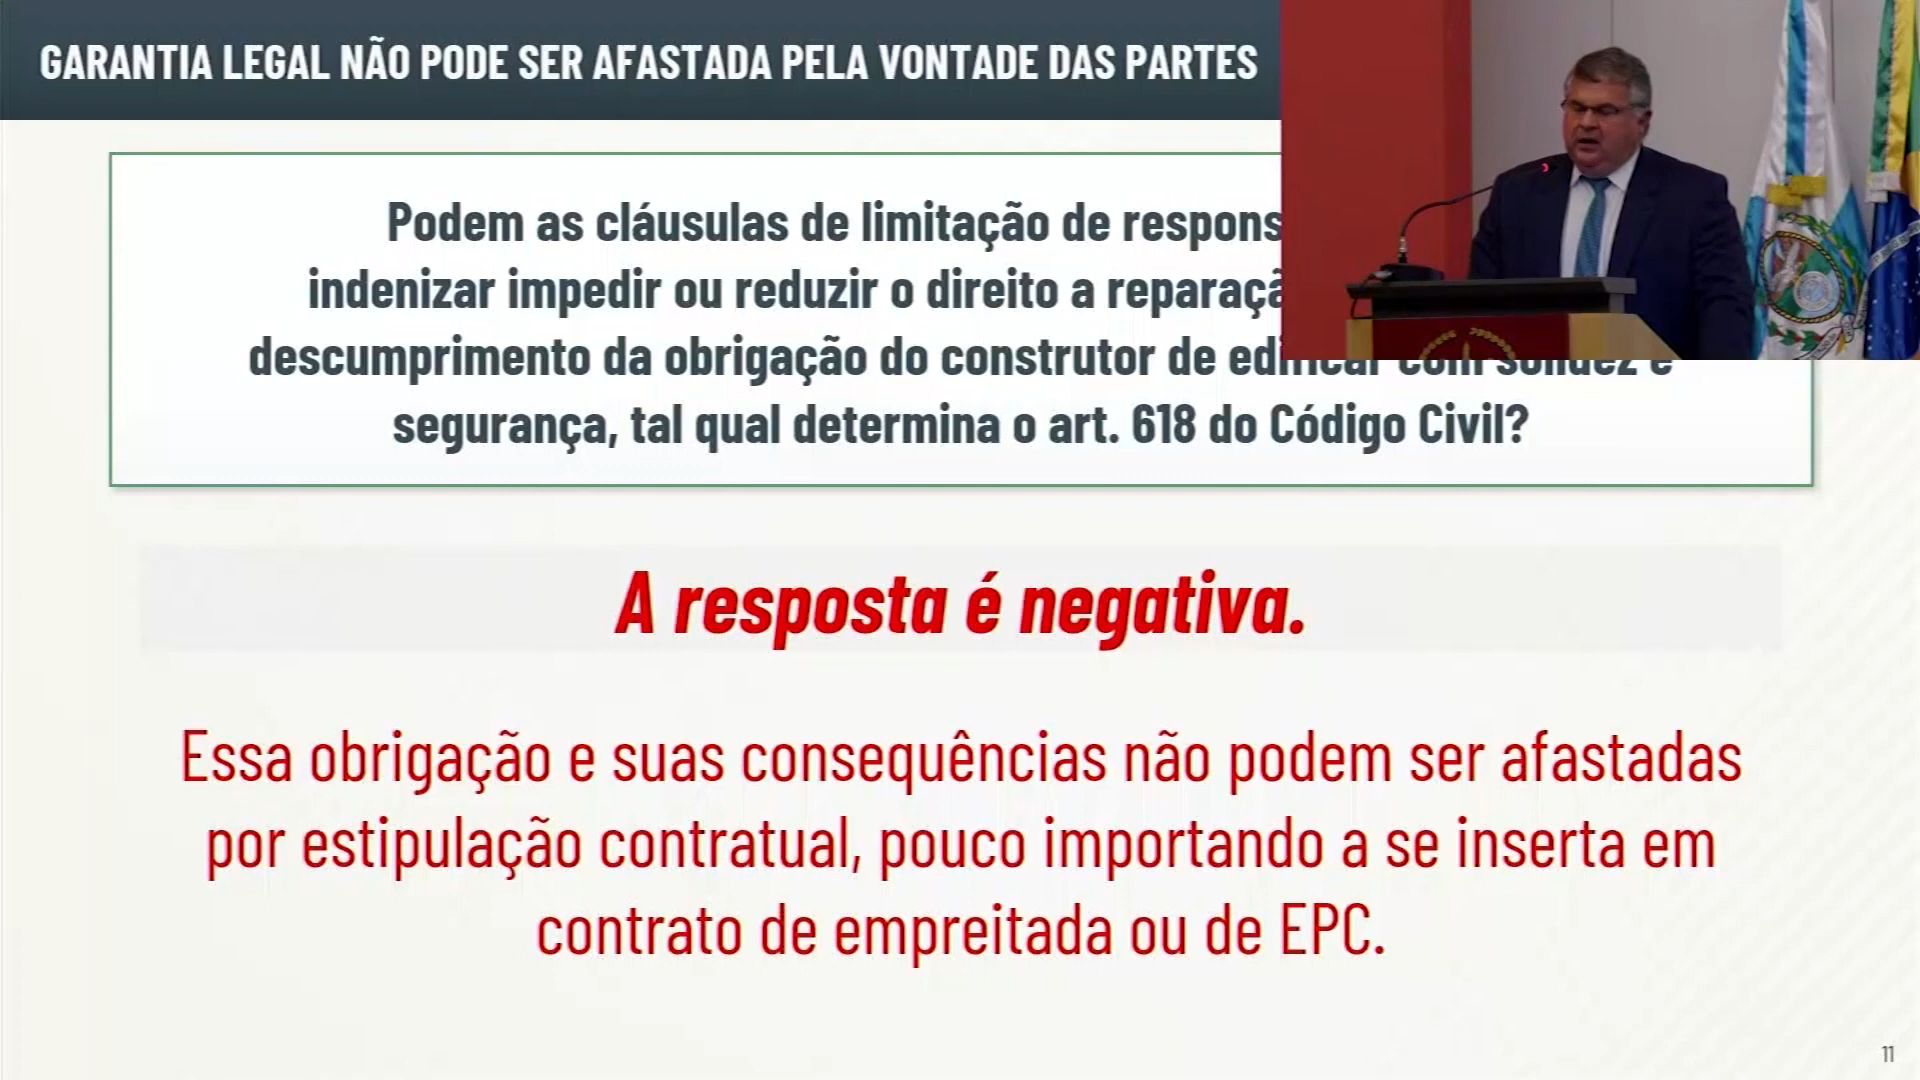 GARANTIA LEGAL NÃO PODE SER AFASTADA PELA VONTADE DAS PARTES
Podem as cláusulas de limitação de respons
indenizar impedir ou reduzir o direito a reparaçã
descumprimento da obrigação do construtor de edificar com solidez e
segurança, tal qual determina o art. 618 do Código Civil?
A resposta é negativa.
Essa obrigação e suas consequências não podem ser afastadas
por estipulação contratual, pouco importando a se inserta em
contrato de empreitada ou de EPC.
11